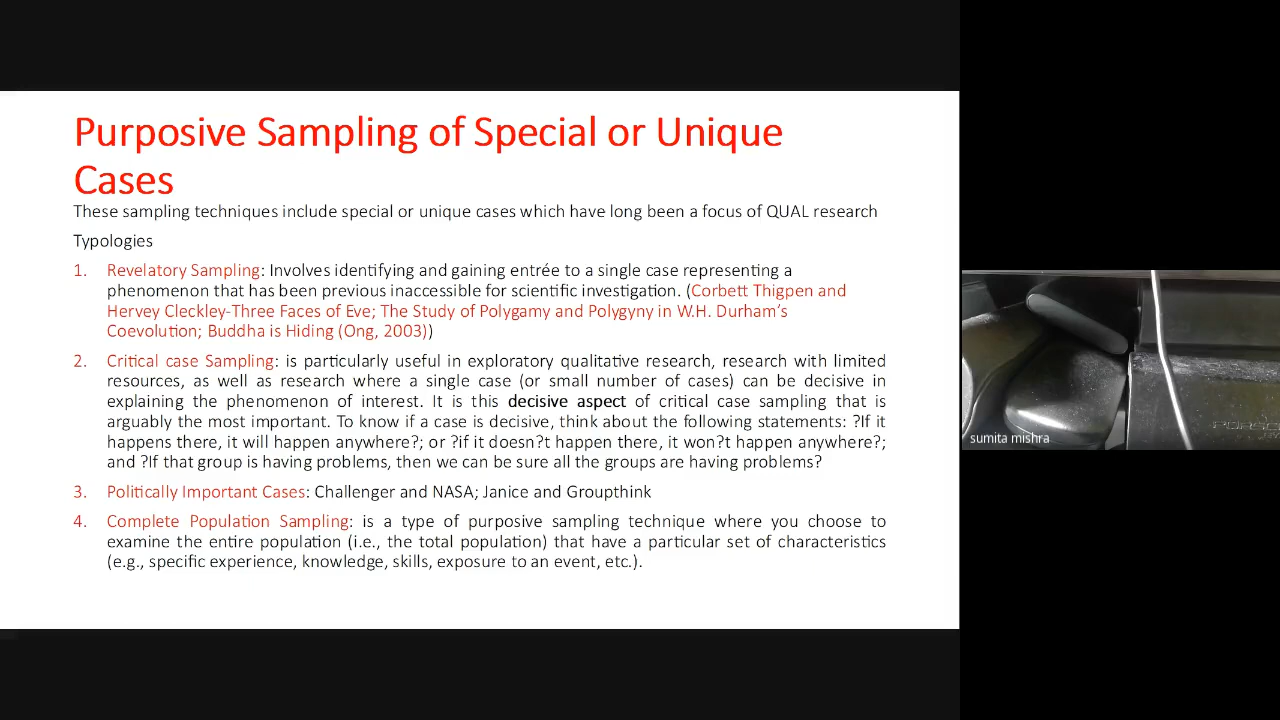 Purposive Sampling of Special or Unique
Cases
These sampling techniques include special or unique cases which have long been a focus of QUAL research
Typologies
1. Revelatory Sampling: Involves identifying and gaining entrée to a single case representing a
phenomenon that has been previous inaccessible for scientific investigation. (Corbett Thigpen and
Hervey Cleckley-Three Faces of Eve; The Study of Polygamy and Polygyny in W.H. Durham’s
Coevolution; Buddha is Hiding (Ong, 2003))
2. Critical case Sampling: is particularly useful in exploratory qualitative research, research with limited
resources, as well as research where a single case (or small number of cases) can be decisive in
explaining the phenomenon of interest. It is this decisive aspect of critical case sampling that is
arguably the most important. To know if a case is decisive, think about the following statements: ?If it
happens there, it will happen anywhere?; or ?if it doesn?t happen there, it won?t happen anywhere?;
and ?If that group is having problems, then we can be sure all the groups are having problems?
3. Politically Important Cases: Challenger and NASA; Janice and Groupthink
4. Complete Population Sampling: is a type of purposive sampling technique where you choose to
examine the entire population (i.e., the total population) that have a particular set of characteristics
(e.g., specific experience, knowledge, skills, exposure to an event, etc.).
sumita mishra